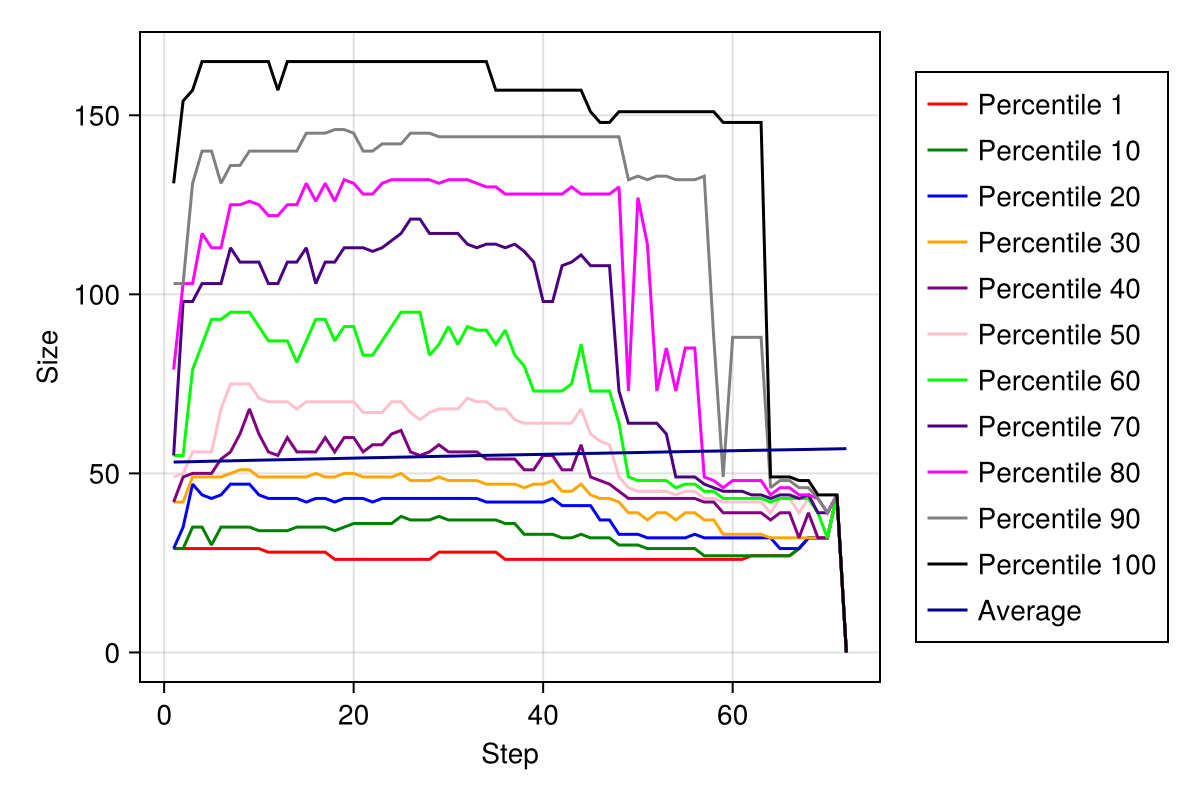 150
100
50
0
Size
0
20
40
60
Step
Percentile 1
Percentile 10
Percentile 20
Percentile 30
Percentile 40
Percentile 50
Percentile 60
Percentile 70
Percentile 80
Percentile 90
Percentile 100
Average